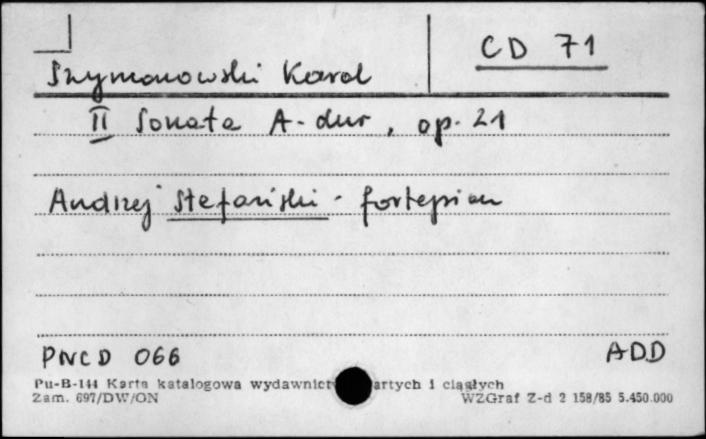 CD 71
Szymanowski Karol
II Sonata A-dur, op. 21
Andrzej Stefański - fortepian
PNCD 066 ADD
Pu-B-144 Karta katalogowa wydawnict artych i ciągłych
Zam. 697/DW/ON WZGraf Z-d 2 158/85 5.450.000